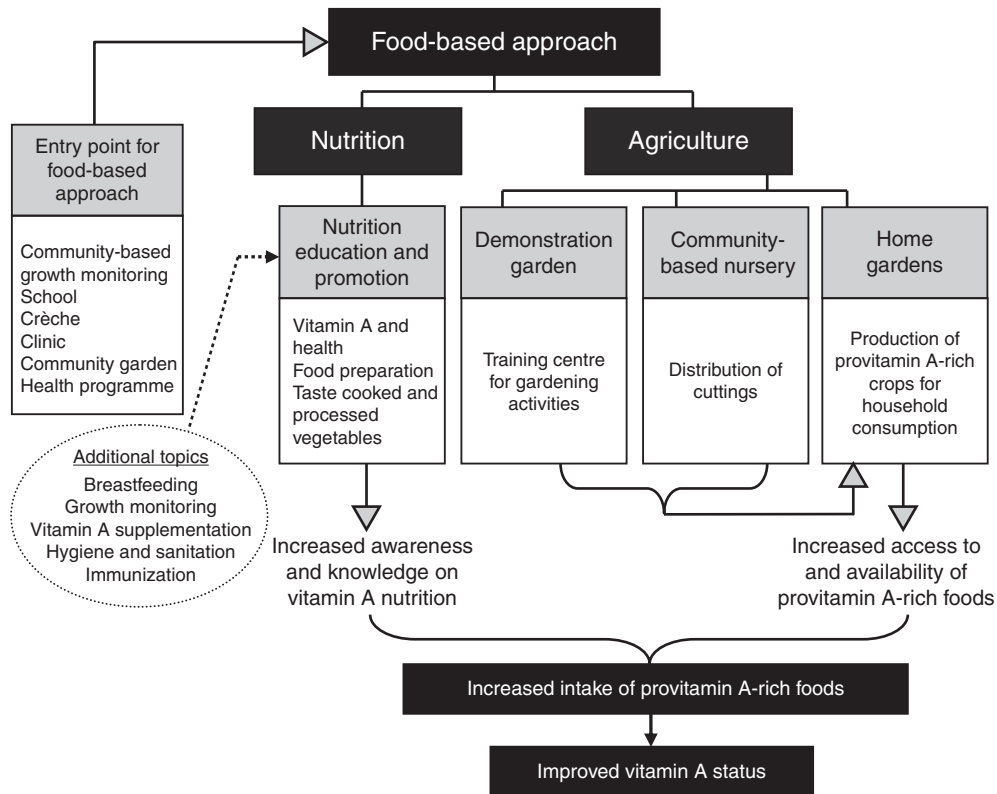 Food-based approach
Nutrition
Agriculture
Entry point for
food-based
approach
Community-based
growth monitoring
School
Crèche
Clinic
Community garden
Health programme
Nutrition
education and
promotion
Vitamin A and
health
Food preparation
Taste cooked and
processed
vegetables
Demonstration
garden
Training centre
for gardening
activities
Community-
based nursery
Distribution of
cuttings
Home
gardens
Production of
provitamin A-rich
crops for
household
consumption
Additional topics
Breastfeeding
Growth monitoring
Vitamin A supplementation
Hygiene and sanitation
Immunization
Increased awareness
and knowledge on
vitamin A nutrition
Increased access to
and availability of
provitamin A-rich foods
Increased intake of provitamin A-rich foods
Improved vitamin A status